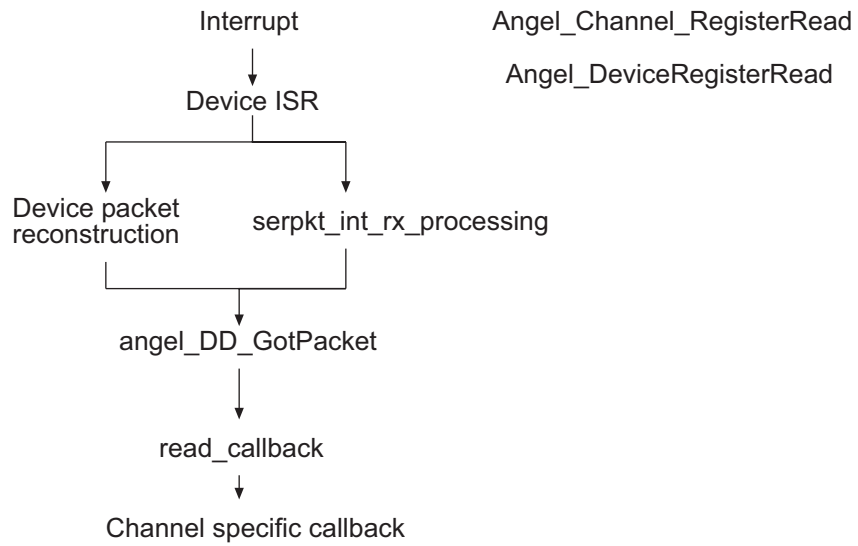 Interrupt
Angel_Channel_RegisterRead
Angel_DeviceRegisterRead
Device ISR
Device packet
reconstruction
serpkt_int_rx_processing
angel_DD_GotPacket
read_callback
Channel specific callback